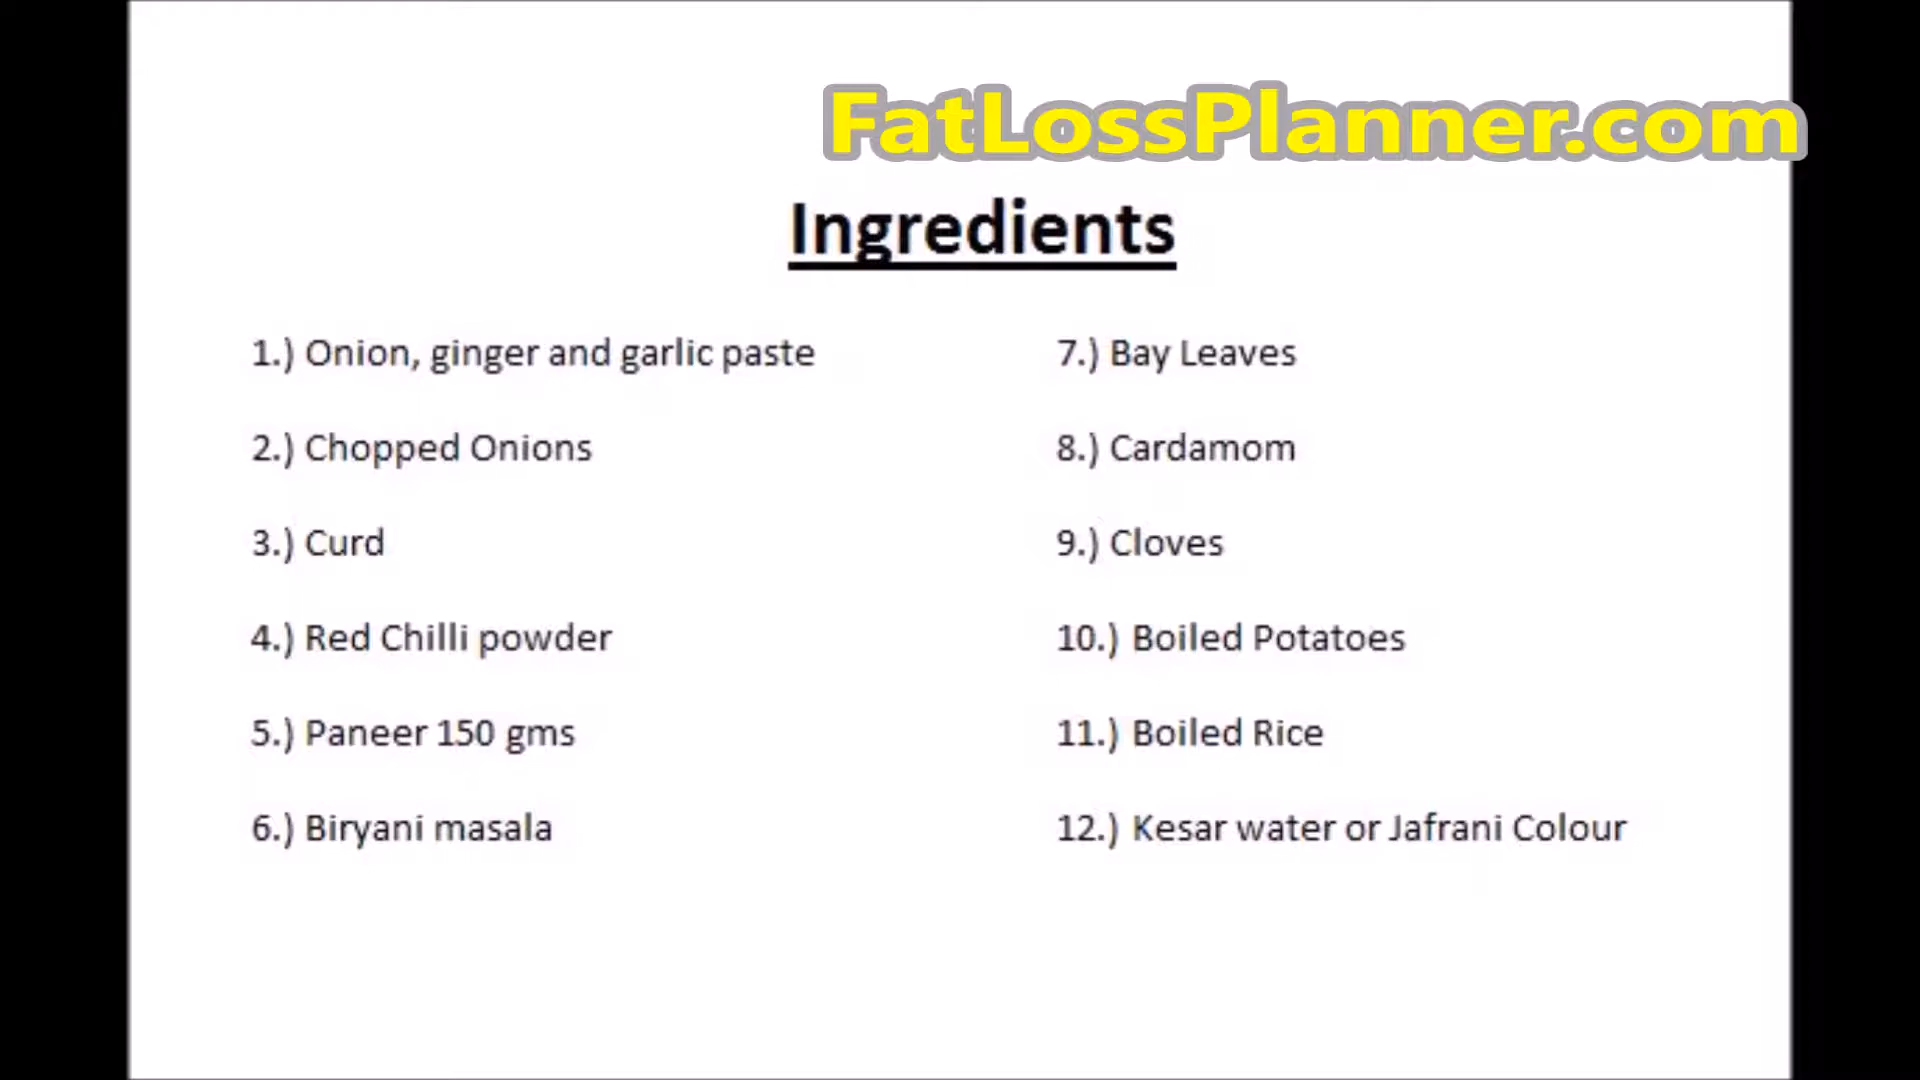 FatLossPlanner.com
Ingredients
1.) Onion, ginger and garlic paste
2.) Chopped Onions
3.) Curd
4.) Red Chilli powder
5.) Paneer 150 gms
6.) Biryani masala
7.) Bay Leaves
8.) Cardamom
9.) Cloves
10.) Boiled Potatoes
11.) Boiled Rice
12.) Kesar water or Jafrani Colour